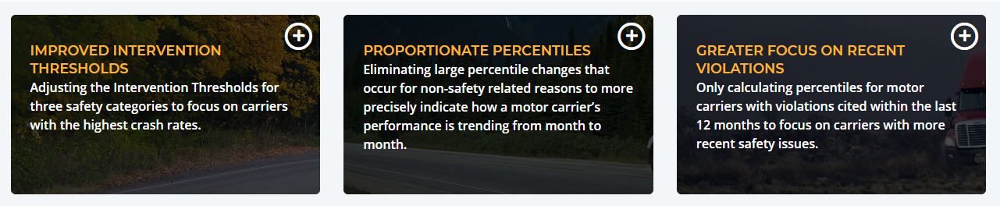 IMPROVED INTERVENTION
THRESHOLDS
Adjusting the Intervention Thresholds for
three safety categories to focus on carriers
with the highest crash rates.
PROPORTIONATE PERCENTILES
Eliminating large percentile changes that
occur for non-safety related reasons to more
precisely indicate how a motor carrier’s
performance is trending from month to
month.
GREATER FOCUS ON RECENT
VIOLATIONS
Only calculating percentiles for motor
carriers with violations cited within the last
12 months to focus on carriers with more
recent safety issues.